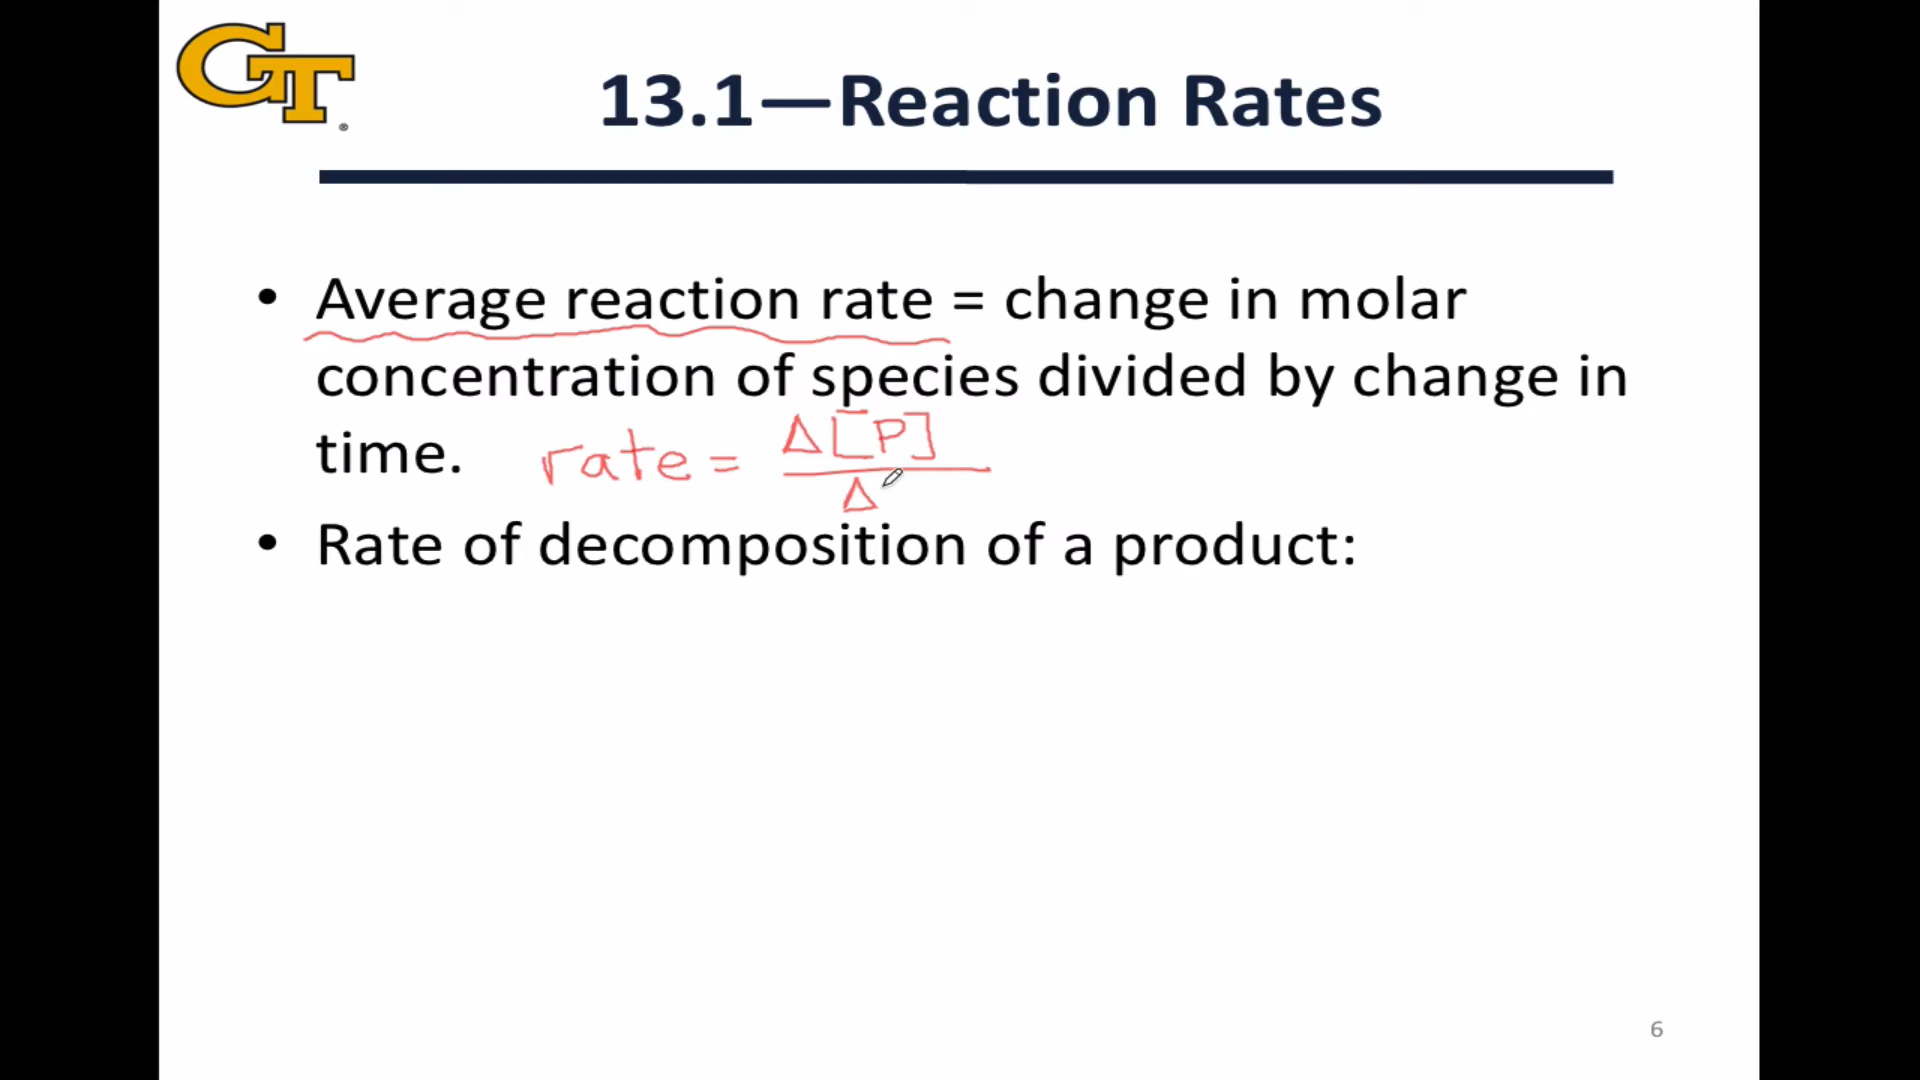 GT
®
13.1—Reaction Rates
• Average reaction rate = change in molar
concentration of species divided by change in
time. rate = Δ[P]
Δ
• Rate of decomposition of a product:
6